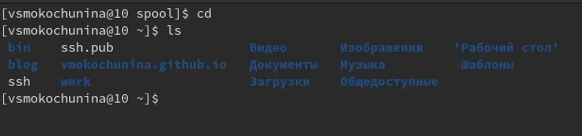 [vsmokochunina@10 spool]$ cd
[vsmokochunina@10 ~]$ ls
bin ssh.pub Видео Изображения 'Рабочий стол'
blog vmokochunina.github.io Документы Музыка Шаблоны
ssh work Загрузки Общедоступные
[vsmokochunina@10 ~]$